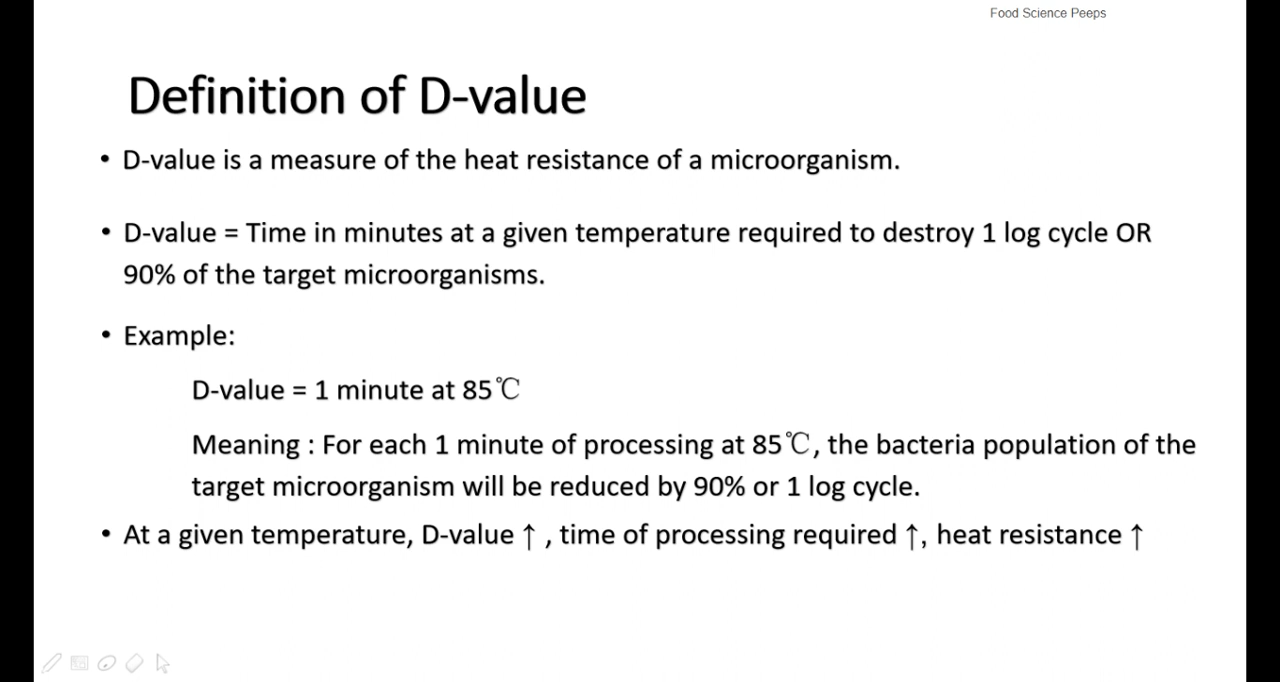 Food Science Peeps
Definition of D-value
• D-value is a measure of the heat resistance of a microorganism.
• D-value = Time in minutes at a given temperature required to destroy 1 log cycle OR
90% of the target microorganisms.
• Example:
D-value = 1 minute at 85℃
Meaning : For each 1 minute of processing at 85℃, the bacteria population of the
target microorganism will be reduced by 90% or 1 log cycle.
• At a given temperature, D-value ↑ , time of processing required ↑, heat resistance ↑